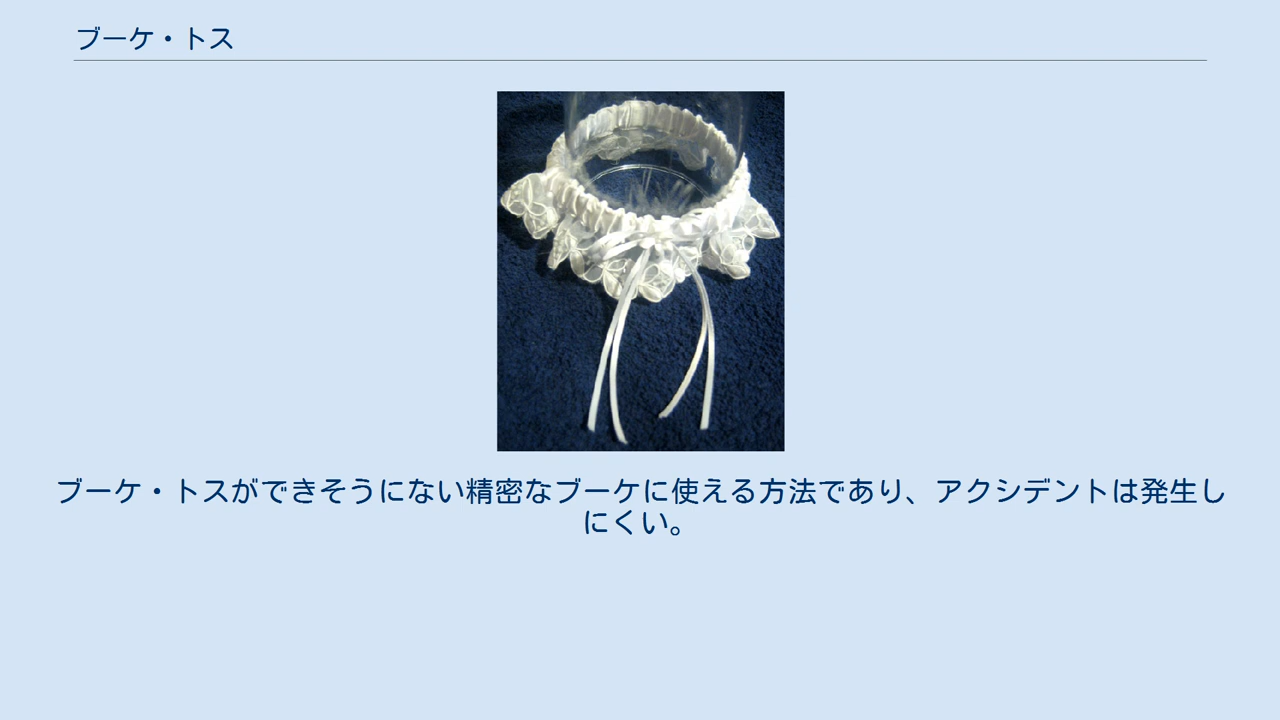 ブーケ・トス
ブーケ・トスができそうにない精密なブーケに使える方法であり、アクシデントは発生し
にくい。